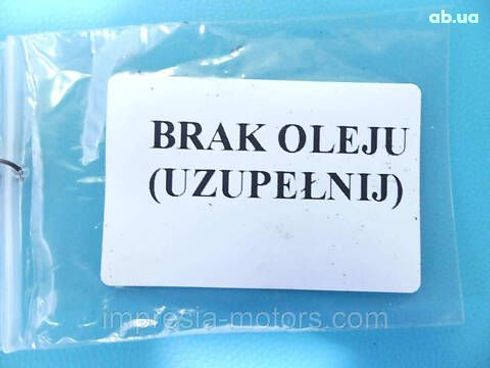 ab.ua
BRAK OLEJU
(UZUPEŁNIJ)
impresia-motors.com